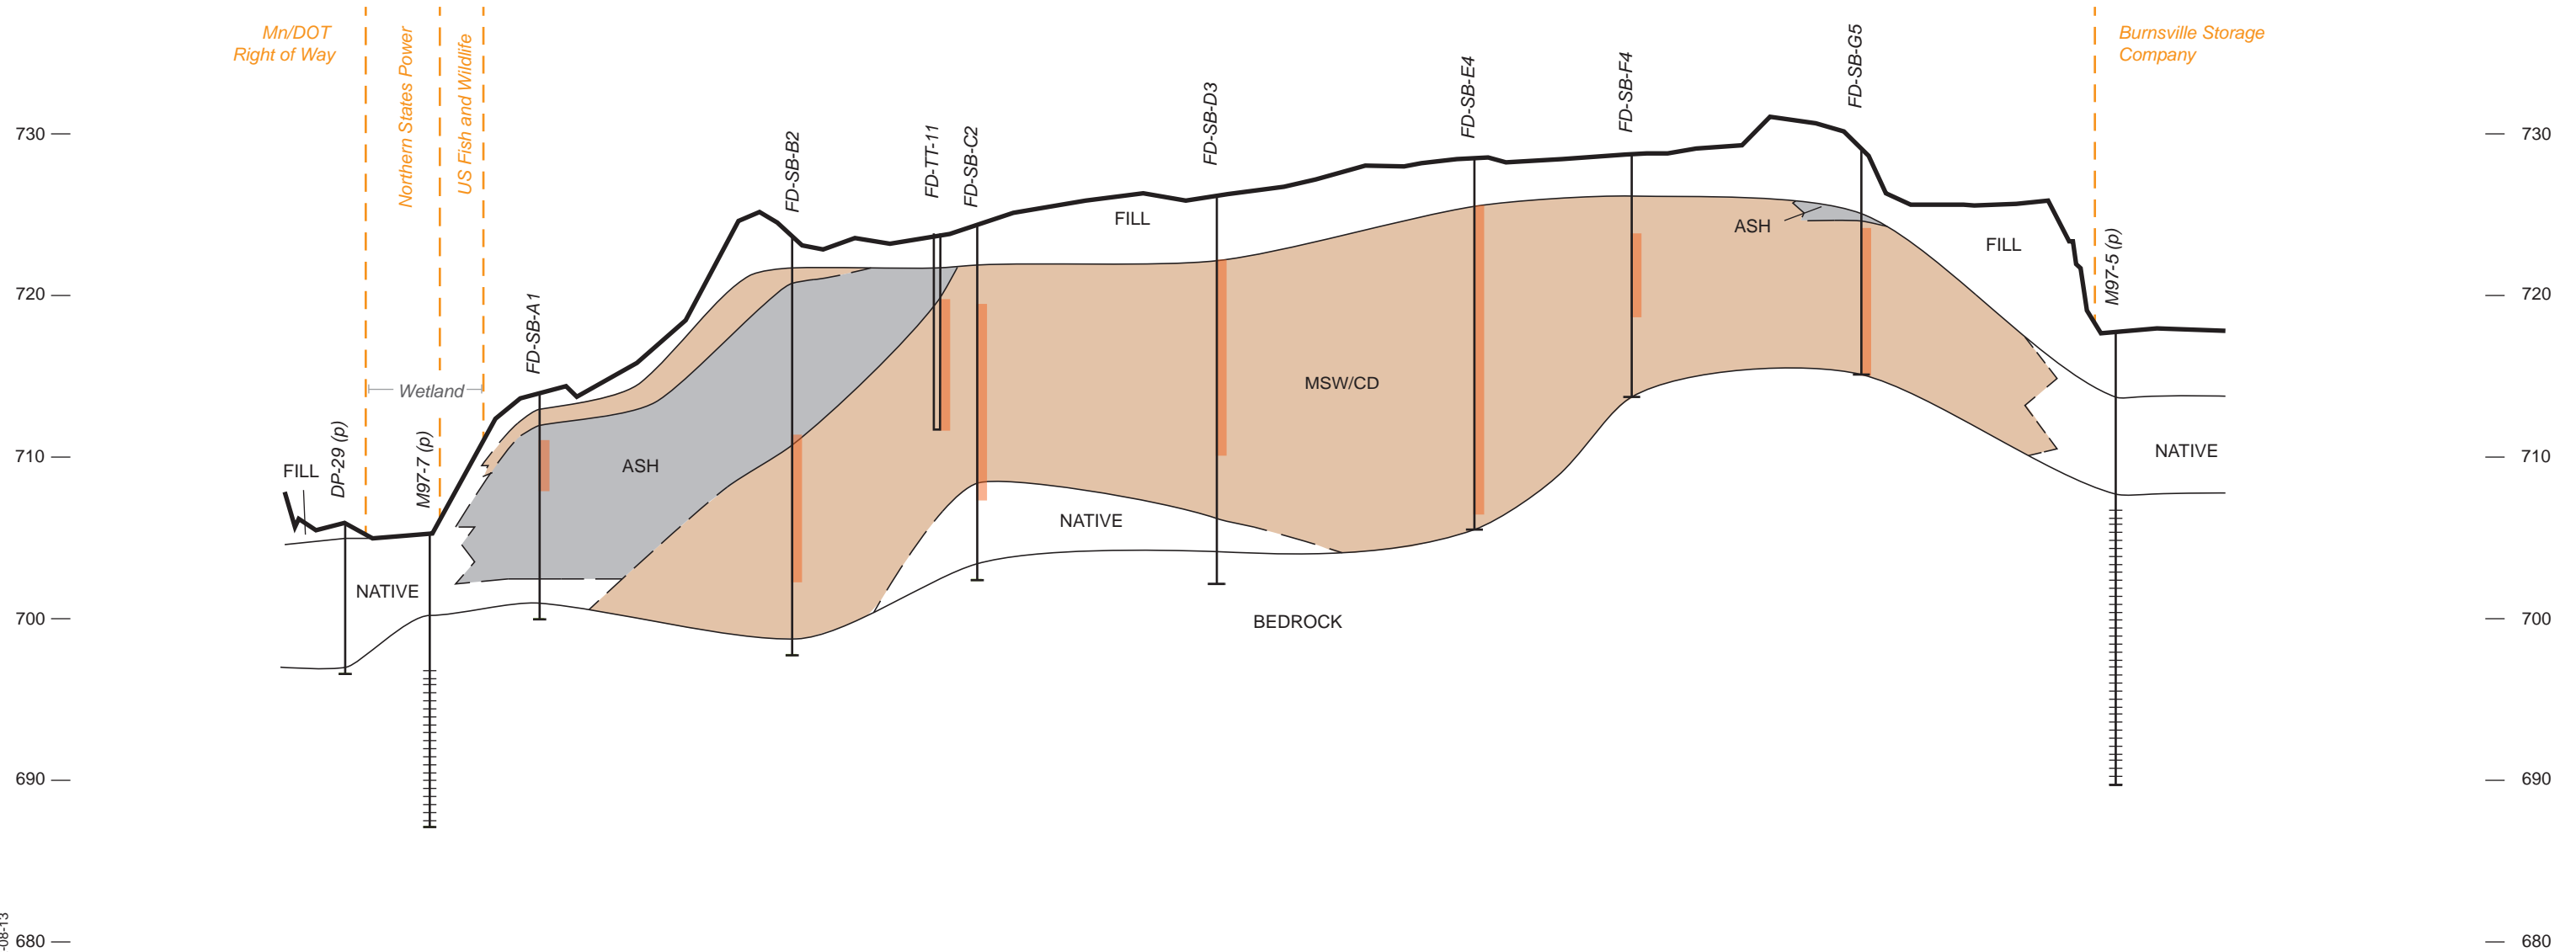 Mn/DOT
Right of Way
Northern States Power
US Fish and Wildlife
Burnsville Storage
Company
FD-SB-A1
FD-SB-B2
FD-TT-11
FD-SB-C2
FD-SB-D3
FD-SB-E4
FD-SB-F4
FD-SB-G5
M97-5 (p)
DP-29 (p)
M97-7 (p)
730
730
720
720
710
710
700
700
690
690
680
680
FILL
ASH
FILL
Wetland
MSW/CD
NATIVE
ASH
FILL
NATIVE
NATIVE
BEDROCK
-08-13